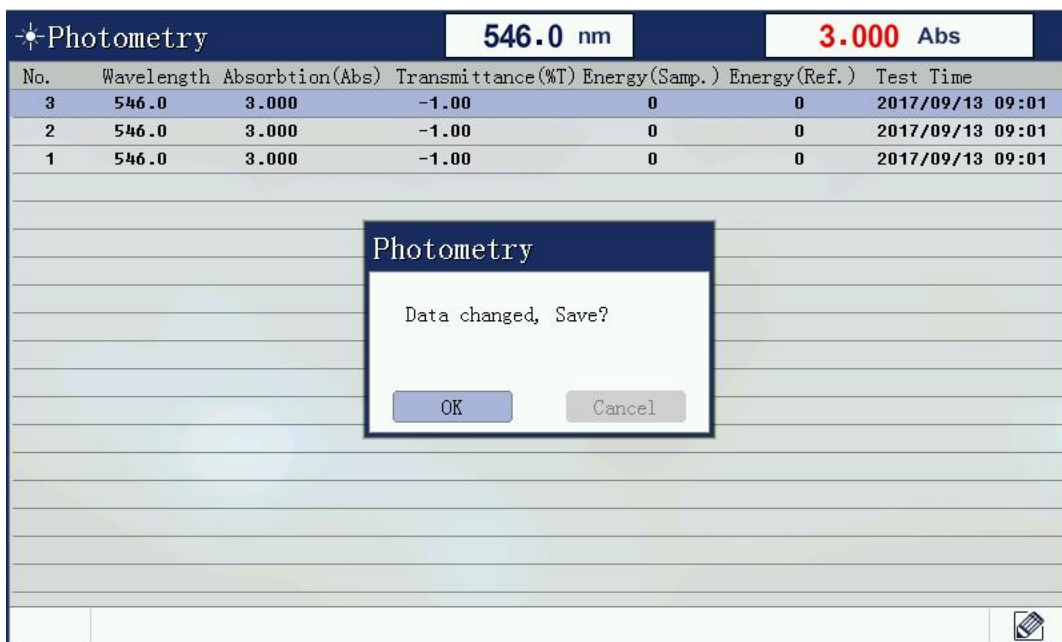 Photometry 546.0 nm 3.000 Abs
No. Wavelength Absorbtion(Abs) Transmittance(%T) Energy(Samp.) Energy(Ref.) Test Time
3 546.0 3.000 -1.00 0 0 2017/09/13 09:01
2 546.0 3.000 -1.00 0 0 2017/09/13 09:01
1 546.0 3.000 -1.00 0 0 2017/09/13 09:01
Photometry
Data changed, Save?
OK Cancel